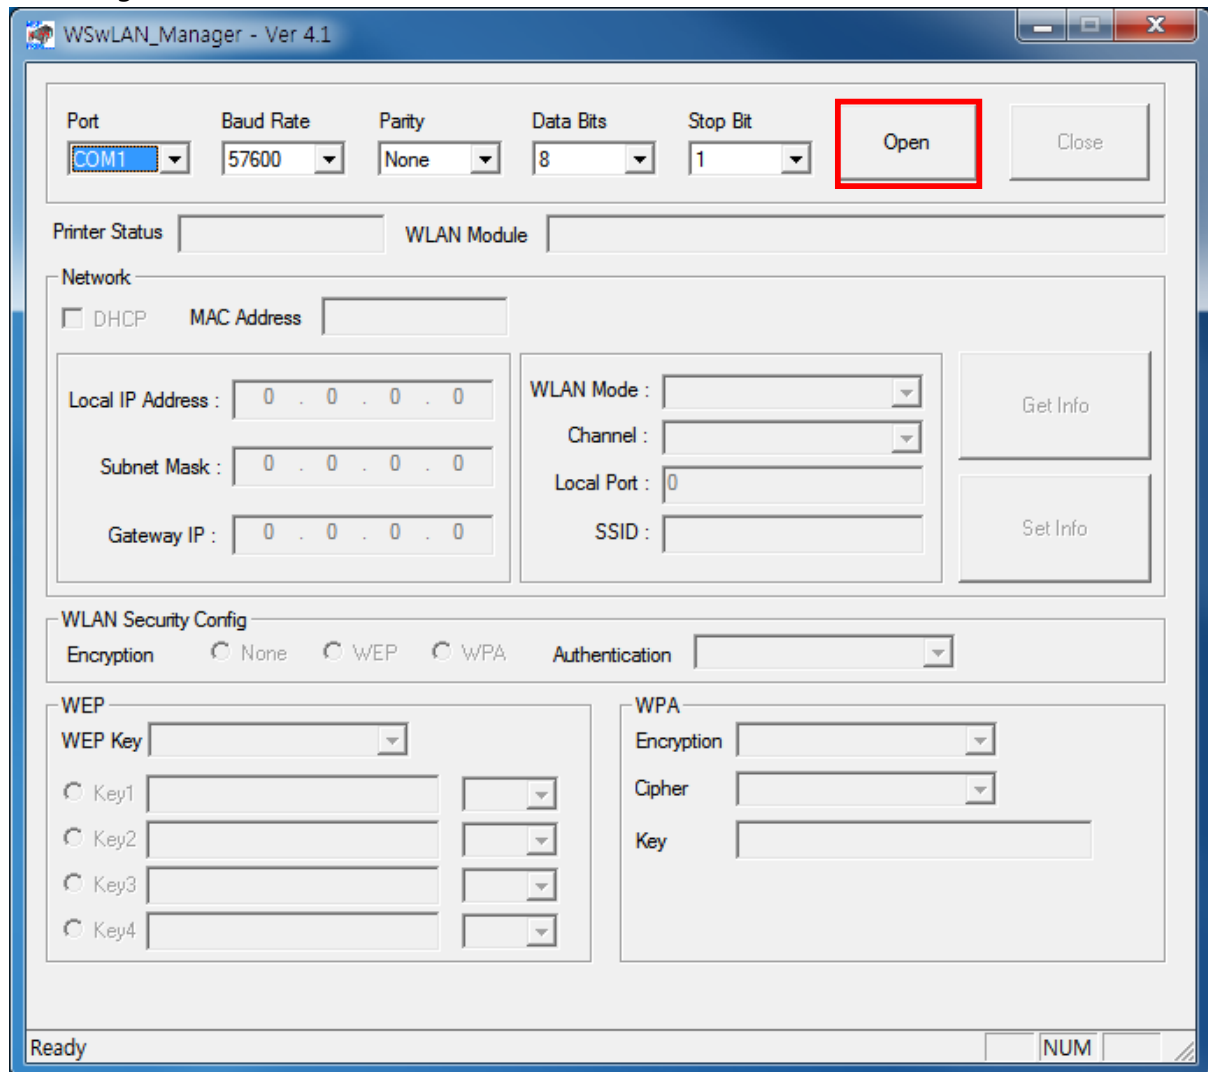 WSwLAN_Manager - Ver 4.1
Port Baud Rate Parity Data Bits Stop Bit
COM1 57600 None 8 1 Open Close
Printer Status WLAN Module
Network
DHCP MAC Address
Local IP Address : 0 . 0 . 0 . 0
Subnet Mask : 0 . 0 . 0 . 0
Gateway IP : 0 . 0 . 0 . 0
WLAN Mode :
Channel :
Local Port : 0
SSID :
Get Info
Set Info
WLAN Security Config
Encryption None WEP WPA Authentication
WEP
WEP Key
Key1
Key2
Key3
Key4
WPA
Encryption
Cipher
Key
Ready NUM